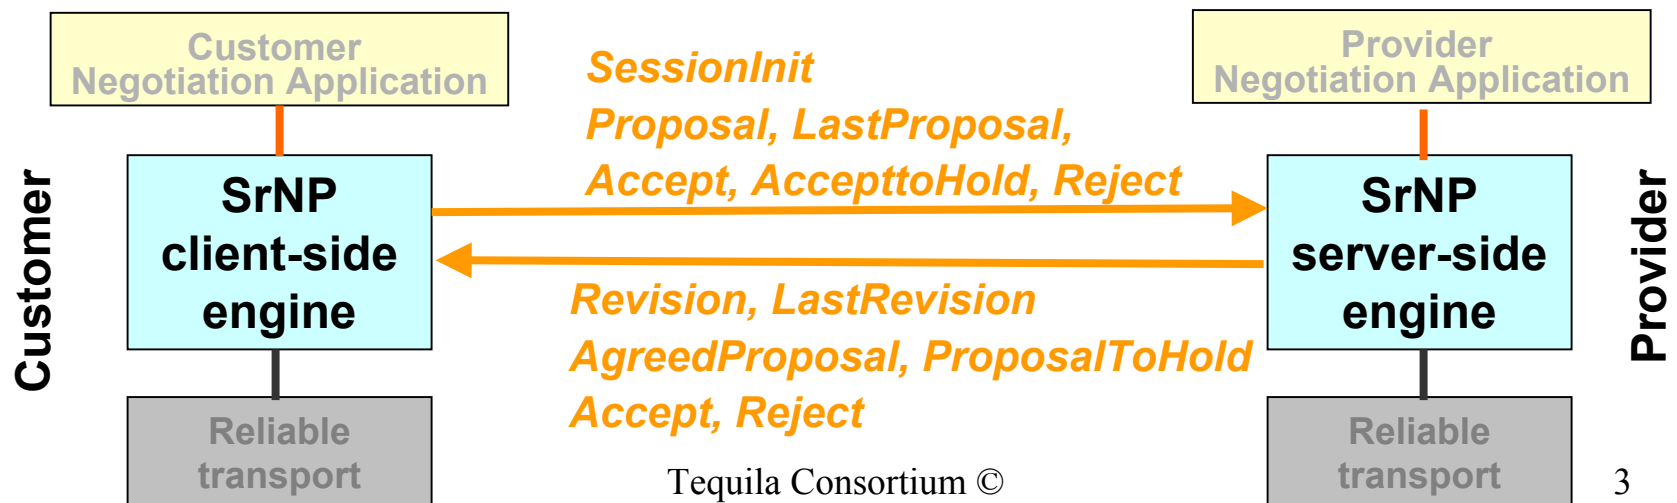 Customer
Negotiation Application
SessionInit
Proposal, LastProposal,
Accept, AccepttoHold, Reject
Provider
Negotiation Application
Customer
SrNP
client-side
engine
SrNP
server-side
engine
Provider
Revision, LastRevision
AgreedProposal, ProposalToHold
Accept, Reject
Reliable
transport
Reliable
transport
Tequila Consortium ©
3